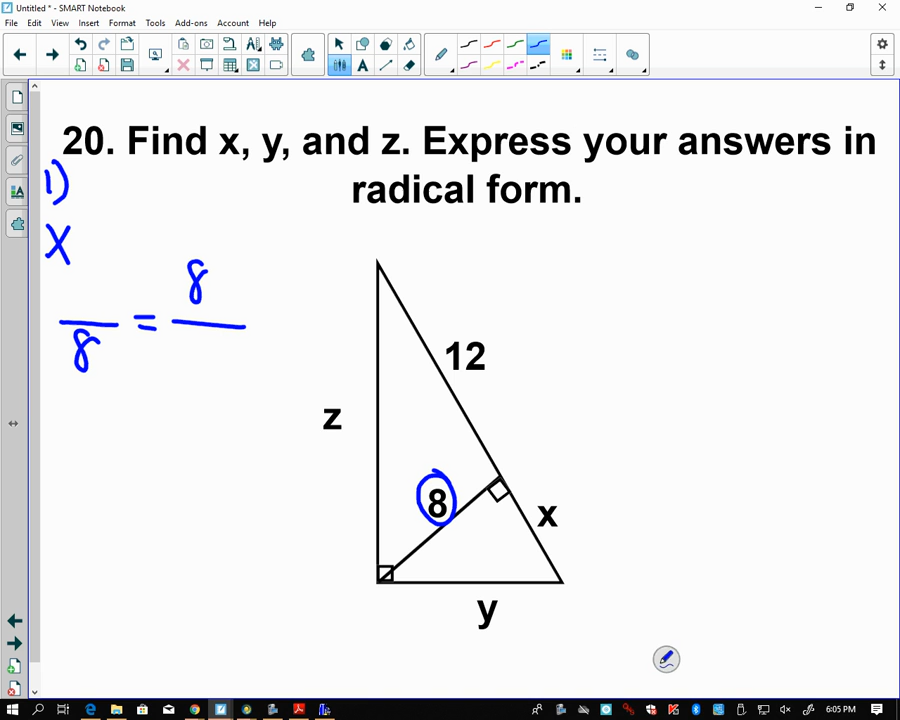 Untitled * - SMART Notebook
File Edit View Insert Format Tools Add-ons Account Help
20. Find x, y, and z. Express your answers in
radical form.
1)
X
8 = 8
12
z
8
x
y
6:05 PM